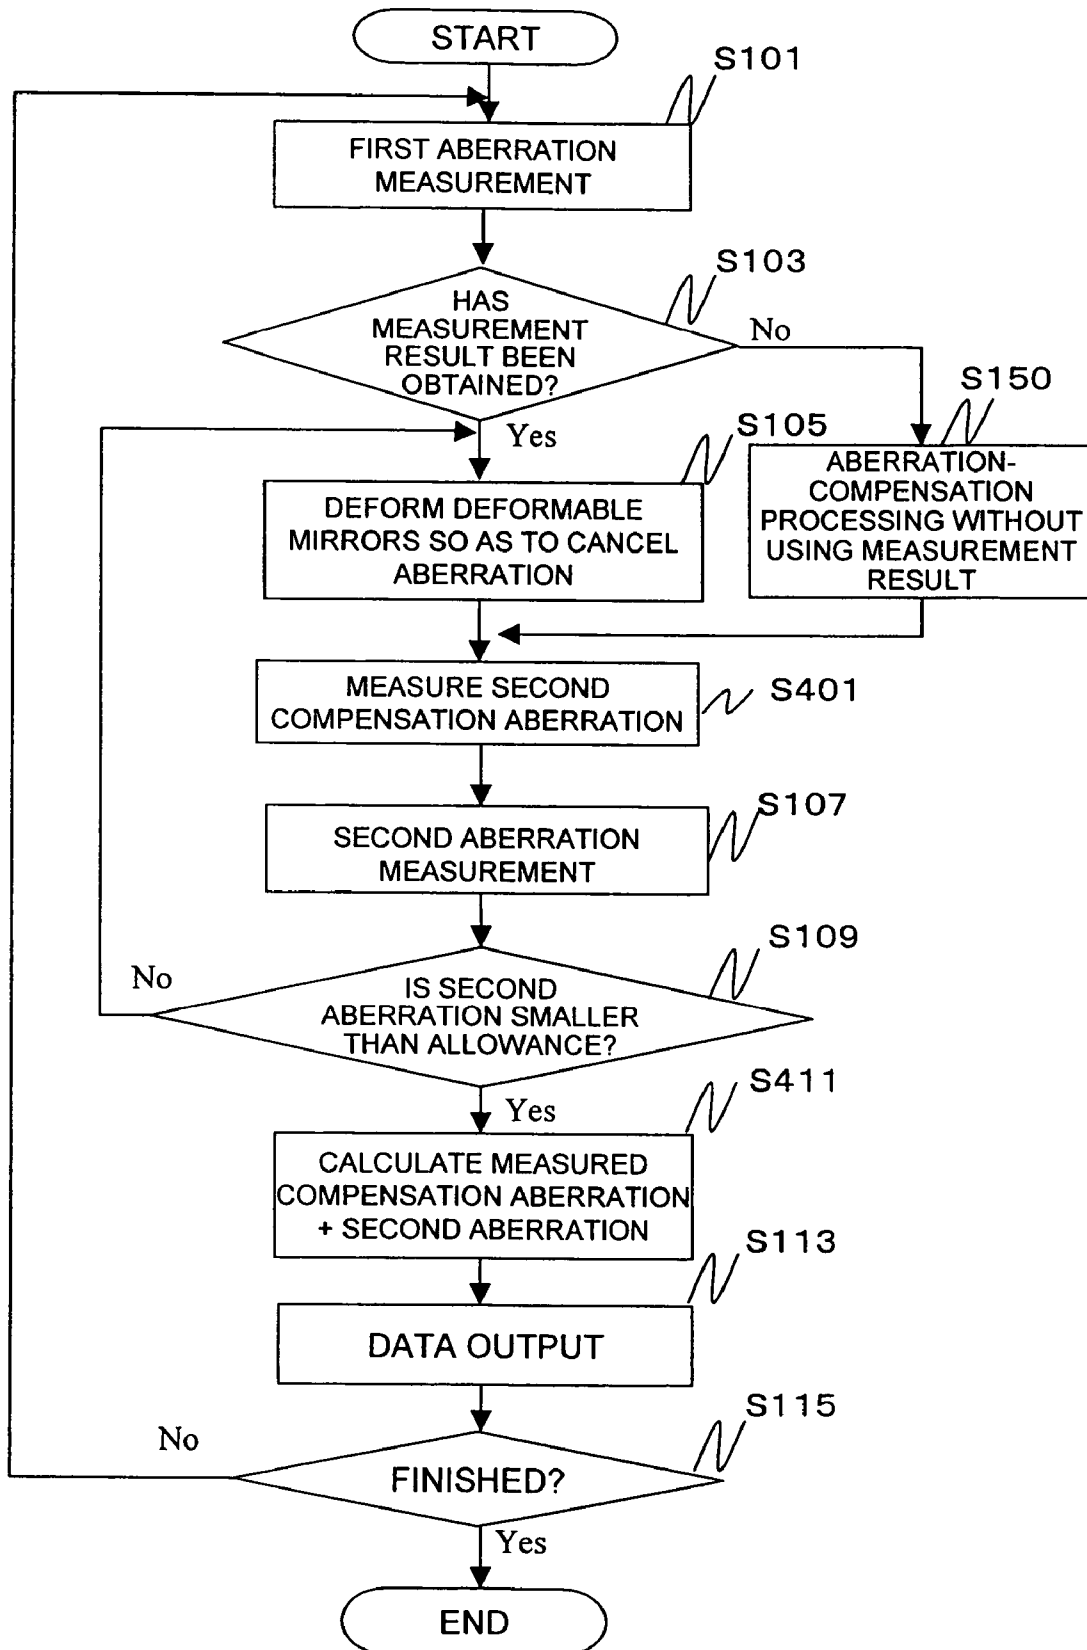 START
S101
FIRST ABERRATION
MEASUREMENT
S103
HAS
MEASUREMENT
RESULT BEEN
OBTAINED?
No
S150
Yes
S105
ABERRATION-
COMPENSATION
PROCESSING WITHOUT
USING MEASUREMENT
RESULT
DEFORM DEFORMABLE
MIRRORS SO AS TO CANCEL
ABERRATION
MEASURE SECOND
COMPENSATION ABERRATION
S401
S107
SECOND ABERRATION
MEASUREMENT
S109
No
IS SECOND
ABERRATION SMALLER
THAN ALLOWANCE?
S411
Yes
CALCULATE MEASURED
COMPENSATION ABERRATION
+ SECOND ABERRATION
S113
DATA OUTPUT
S115
No
FINISHED?
Yes
END